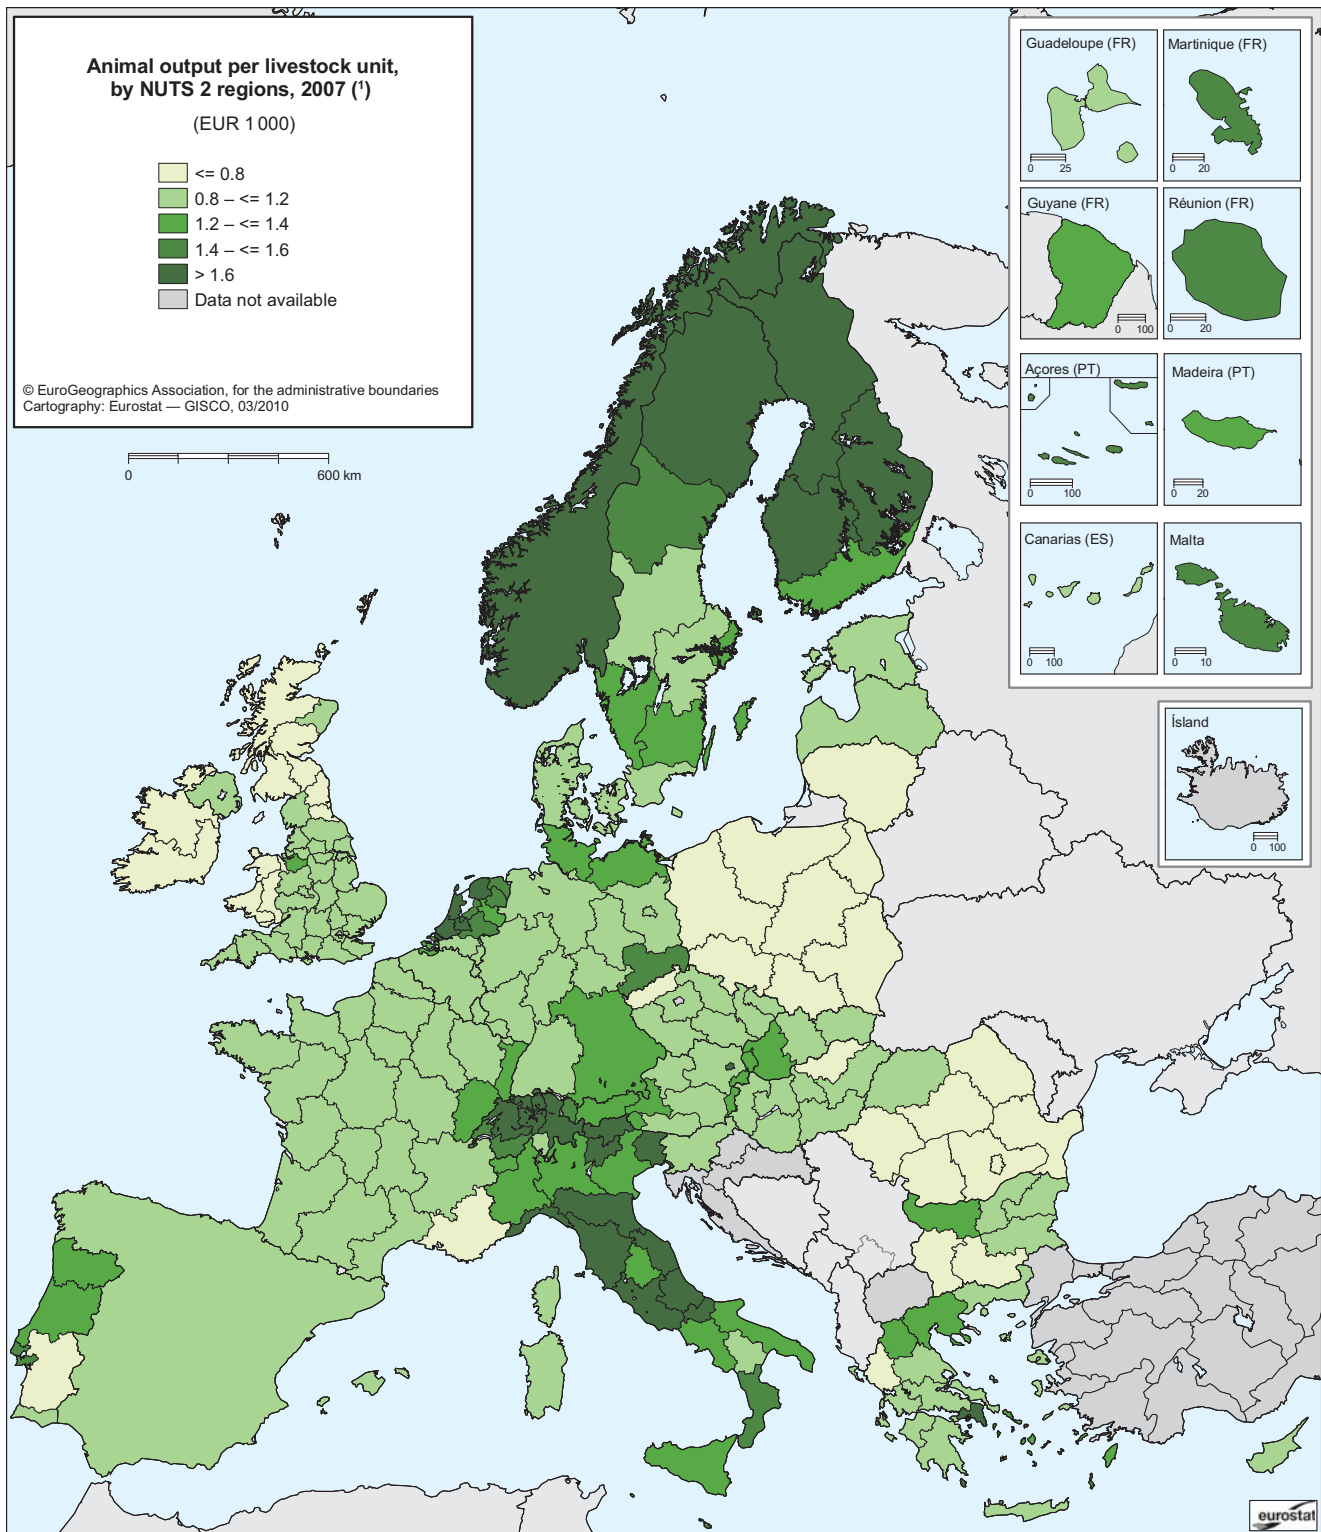 Animal output per livestock unit,
by NUTS 2 regions, 2007 (¹)
(EUR 1 000)
<= 0.8
0.8 – <= 1.2
1.2 – <= 1.4
1.4 – <= 1.6
> 1.6
Data not available
© EuroGeographics Association, for the administrative boundaries
Cartography: Eurostat — GISCO, 03/2010
0 600 km
Guadeloupe (FR)
0 25
Martinique (FR)
0 20
Guyane (FR)
0 100
Réunion (FR)
0 20
Açores (PT)
0 100
Madeira (PT)
0 20
Canarias (ES)
0 100
Malta
0 10
Ísland
0 100
eurostat